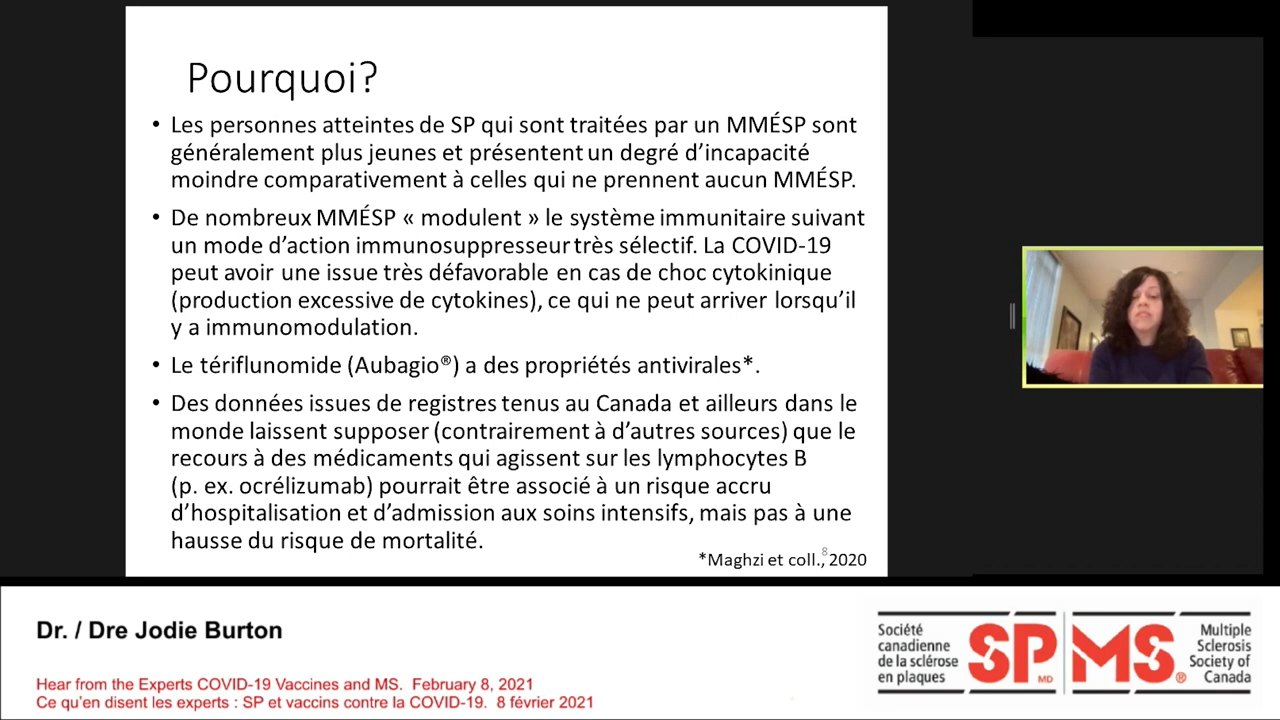 Pourquoi?
• Les personnes atteintes de SP qui sont traitées par un MMÉSP sont
généralement plus jeunes et présentent un degré d’incapacité
moindre comparativement à celles qui ne prennent aucun MMÉSP.
• De nombreux MMÉSP « modulent » le système immunitaire suivant
un mode d’action immunosuppresseur très sélectif. La COVID-19
peut avoir une issue très défavorable en cas de choc cytokinique
(production excessive de cytokines), ce qui ne peut arriver lorsqu’il
y a immunomodulation.
• Le tériflunomide (Aubagio®) a des propriétés antivirales*.
• Des données issues de registres tenus au Canada et ailleurs dans le
monde laissent supposer (contrairement à d’autres sources) que le
recours à des médicaments qui agissent sur les lymphocytes B
(p. ex. ocrélizumab) pourrait être associé à un risque accru
d’hospitalisation et d’admission aux soins intensifs, mais pas à une
hausse du risque de mortalité.
8
*Maghzi et coll., 2020
Dr. / Dre Jodie Burton
Hear from the Experts COVID-19 Vaccines and MS. February 8, 2021
Ce qu'en disent les experts : SP et vaccins contre la COVID-19. 8 février 2021
Société
canadienne
de la sclérose
en plaques
SP
MD
MS
®
Multiple
Sclerosis
Society of
Canada